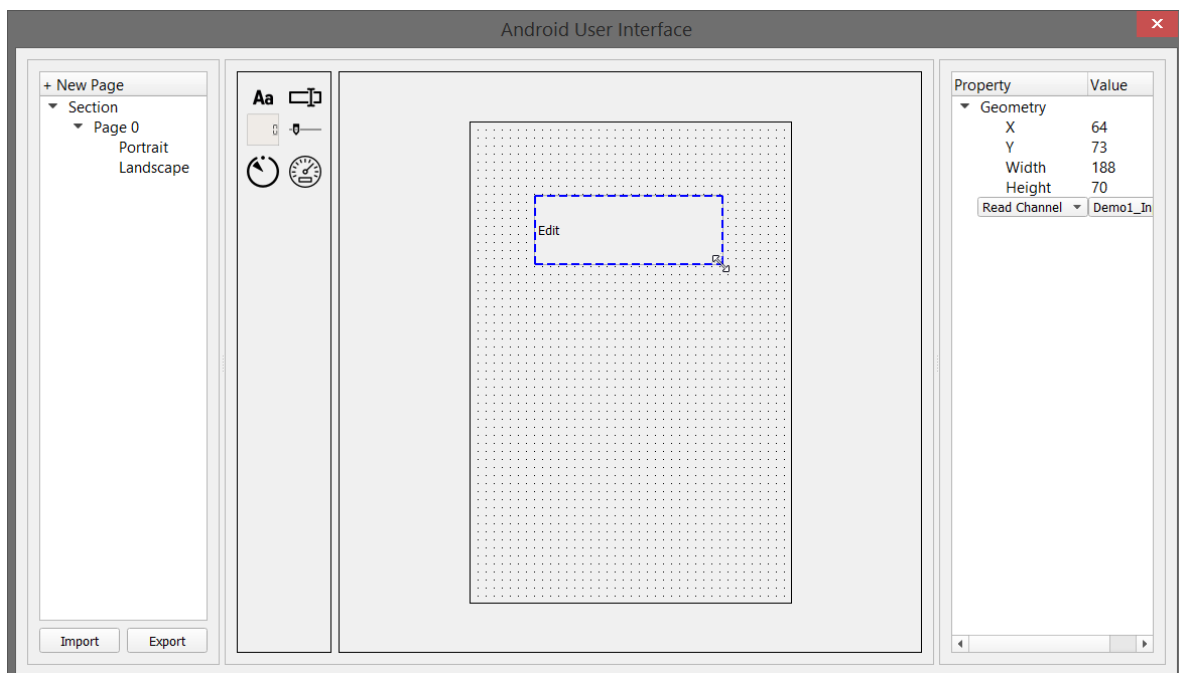 Android User Interface
+ New Page
Section
Page 0
Portrait
Landscape
Import Export
Aa
0
Edit
Property Value
Geometry
X 64
Y 73
Width 188
Height 70
Read Channel Demo1_In